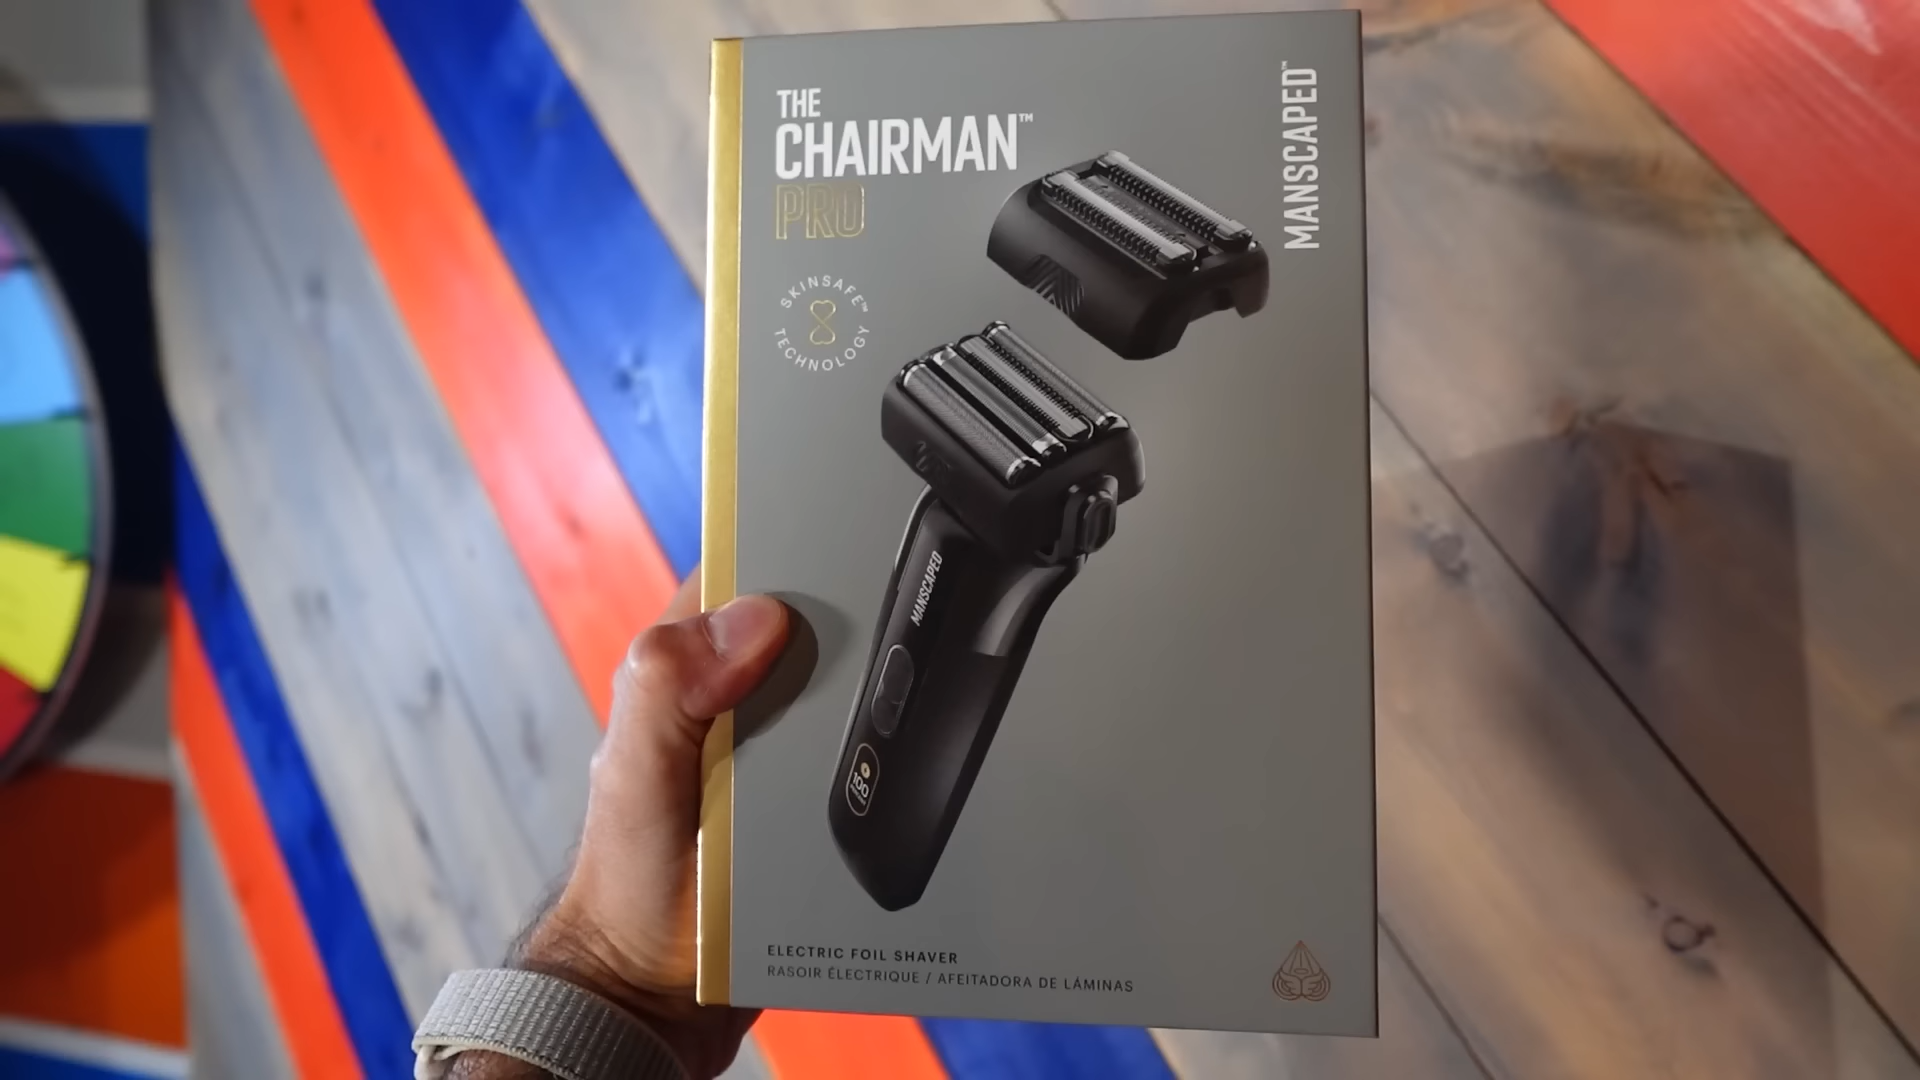 THE
CHAIRMAN™
PRO
SKINSAFE™
TECHNOLOGY
MANSCAPED™
MANSCAPED
100
ELECTRIC FOIL SHAVER
RASOIR ÉLECTRIQUE / AFEITADORA DE LÁMINAS